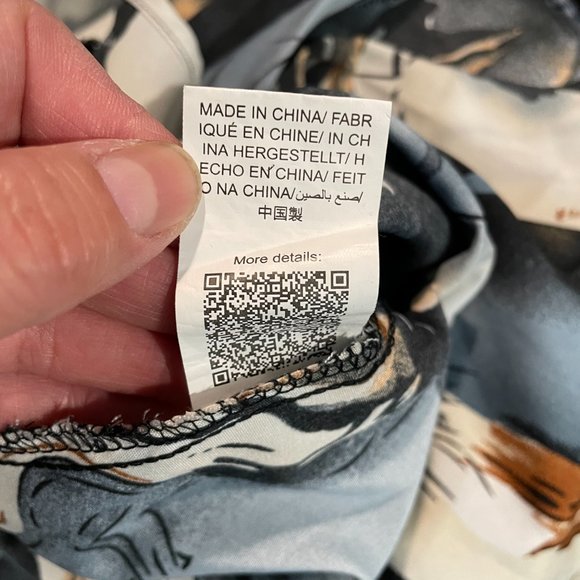 MADE IN CHINA/ FABR
IQUÉ EN CHINE/ IN CH
INA HERGESTELLT/ H
ECHO EN CHINA/ FEIT
O NA CHINA/صنع بالصين/
中国製
More details: